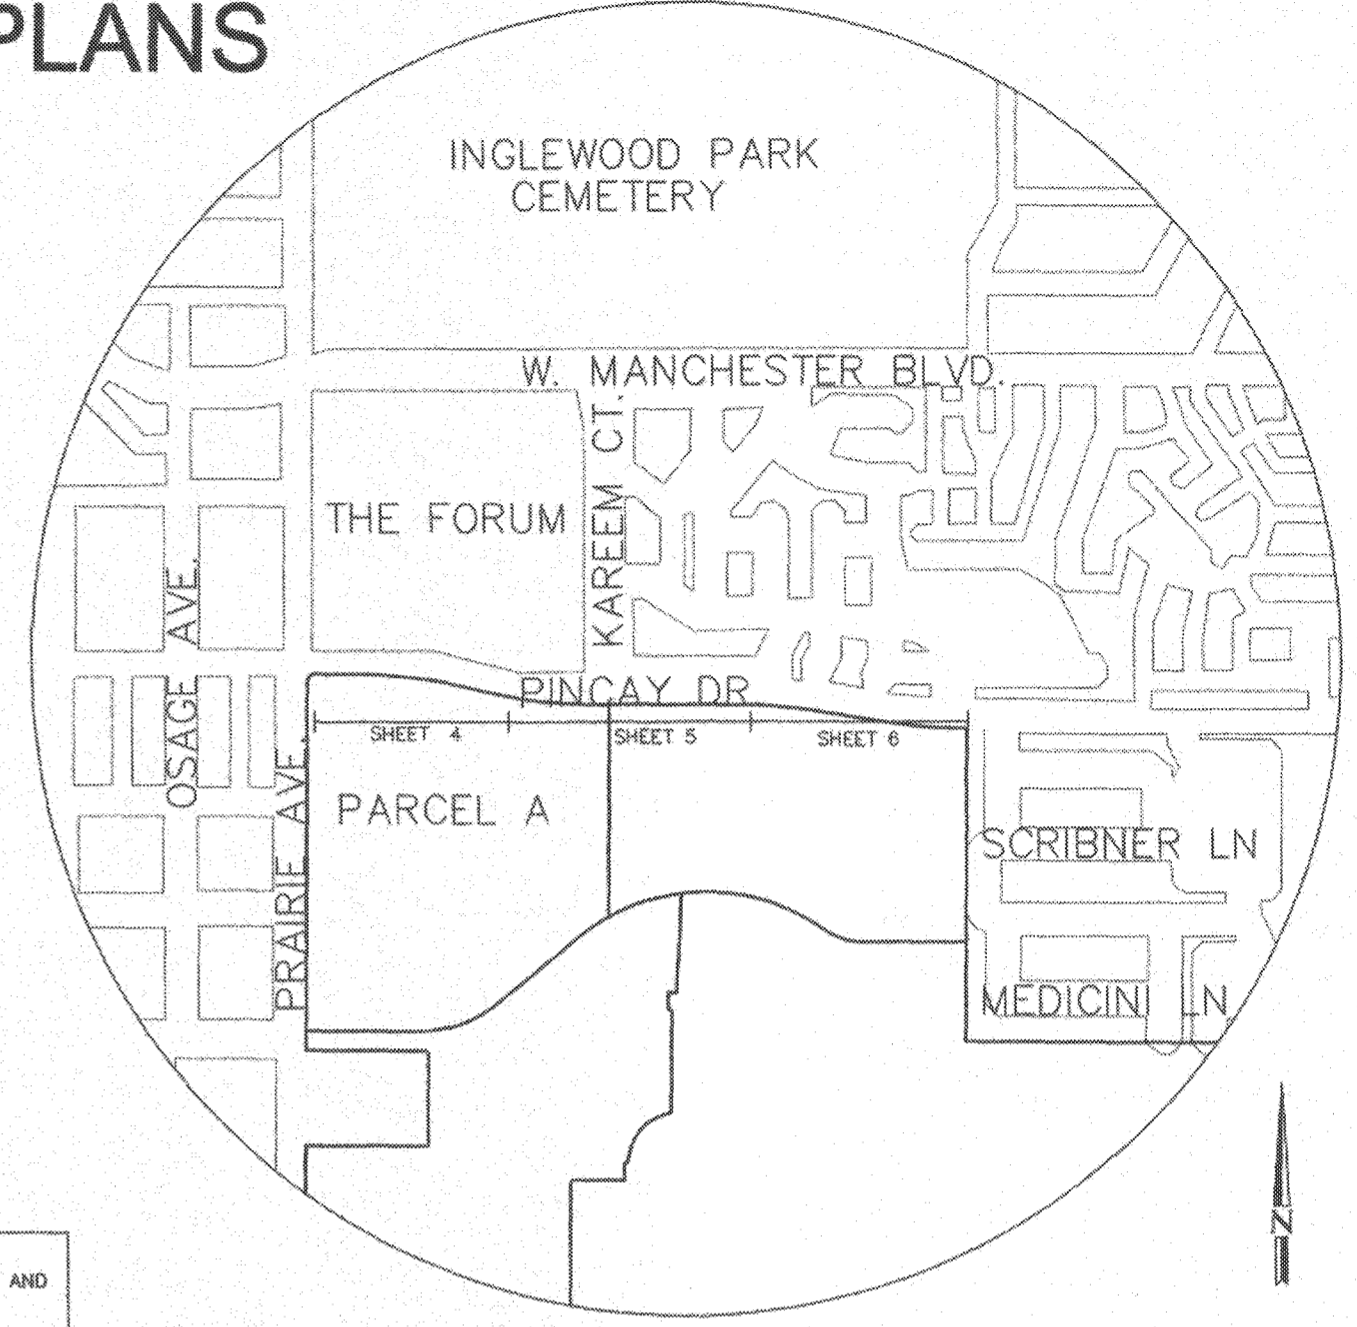 PLANS
INGLEWOOD PARK
CEMETERY
W. MANCHESTER BLVD.
KAREEM CT.
THE FORUM
OSAGE AVE.
PINCAY DR
SHEET 4
SHEET 5
SHEET 6
PRAIRIE AVE.
PARCEL A
SCRIBNER LN
MEDICINI LN
N
AND